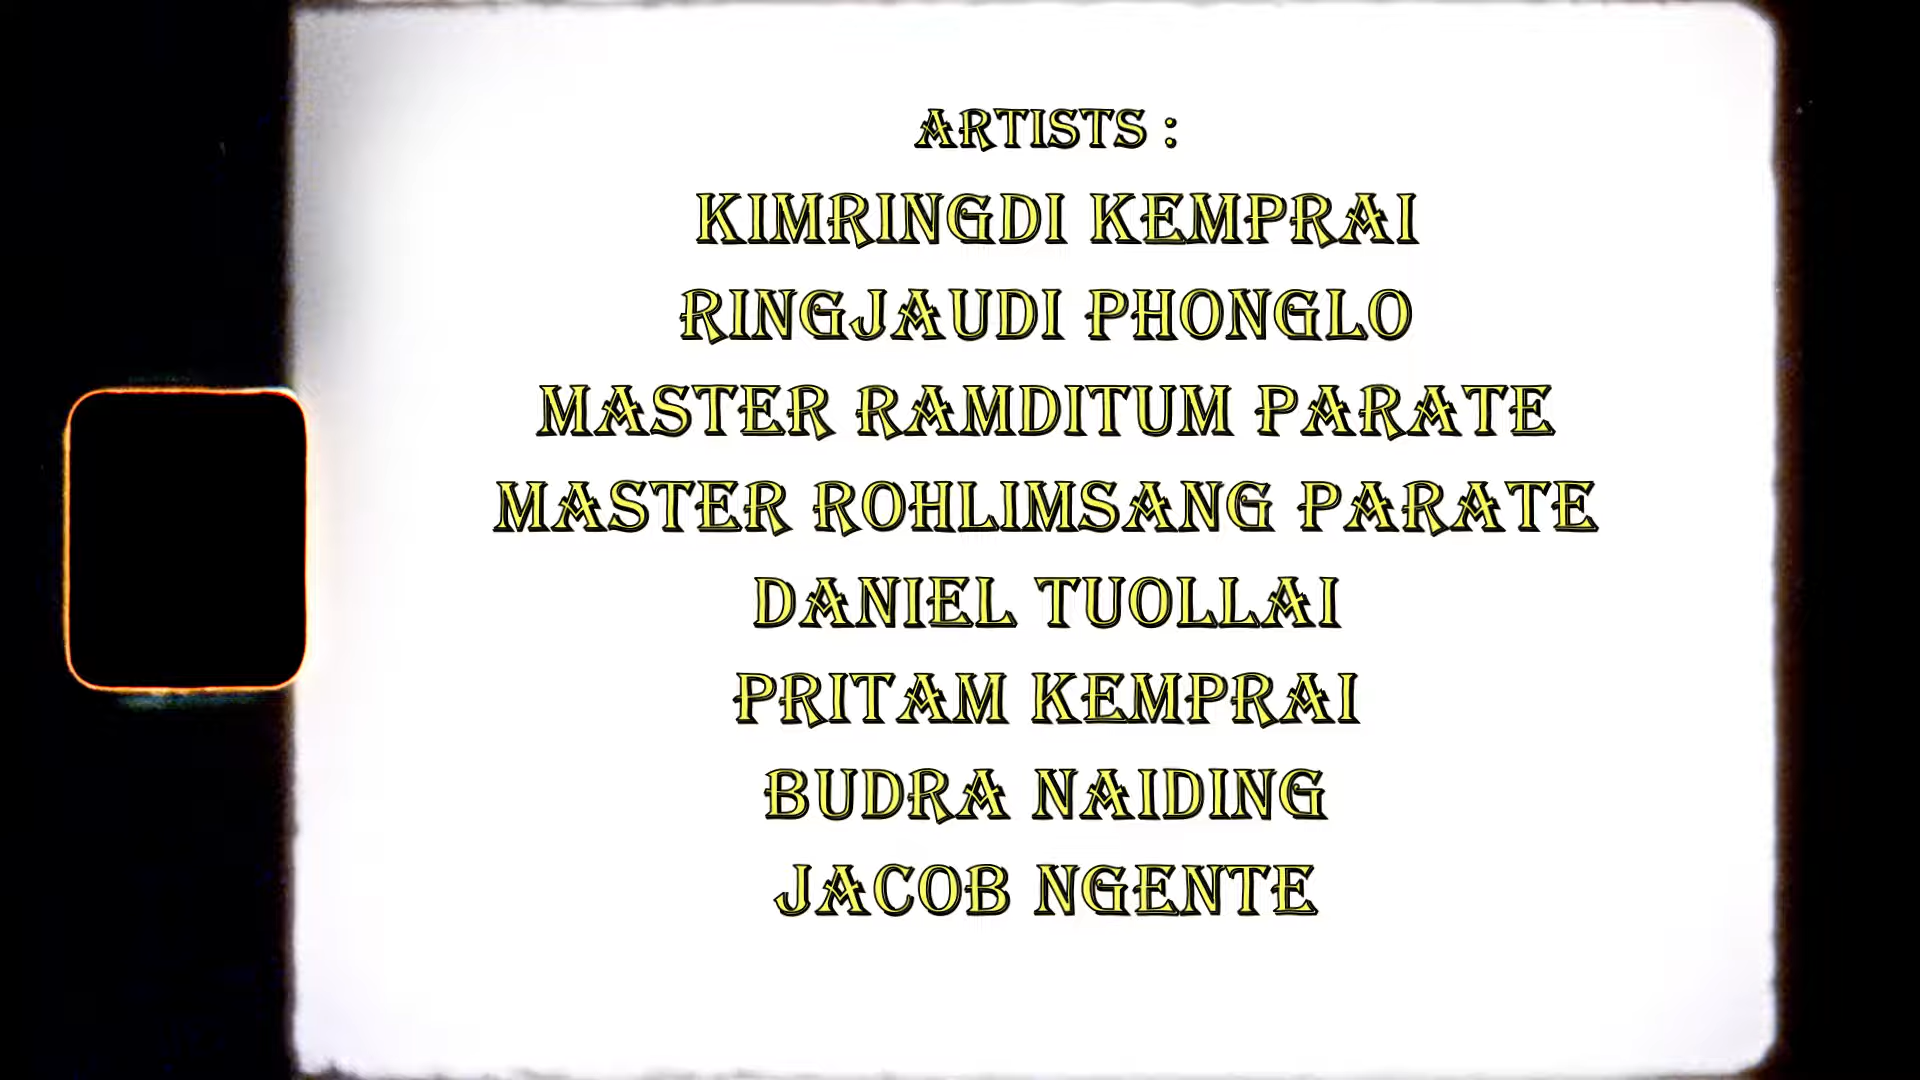 ARTISTS :
KIMRINGDI KEMPRAI
RINGJAUDI PHONGLO
MASTER RAMDITUM PARATE
MASTER ROHLIMSANG PARATE
DANIEL TUOLLAI
PRITAM KEMPRAI
BUDRA NAIDING
JACOB NGENTE